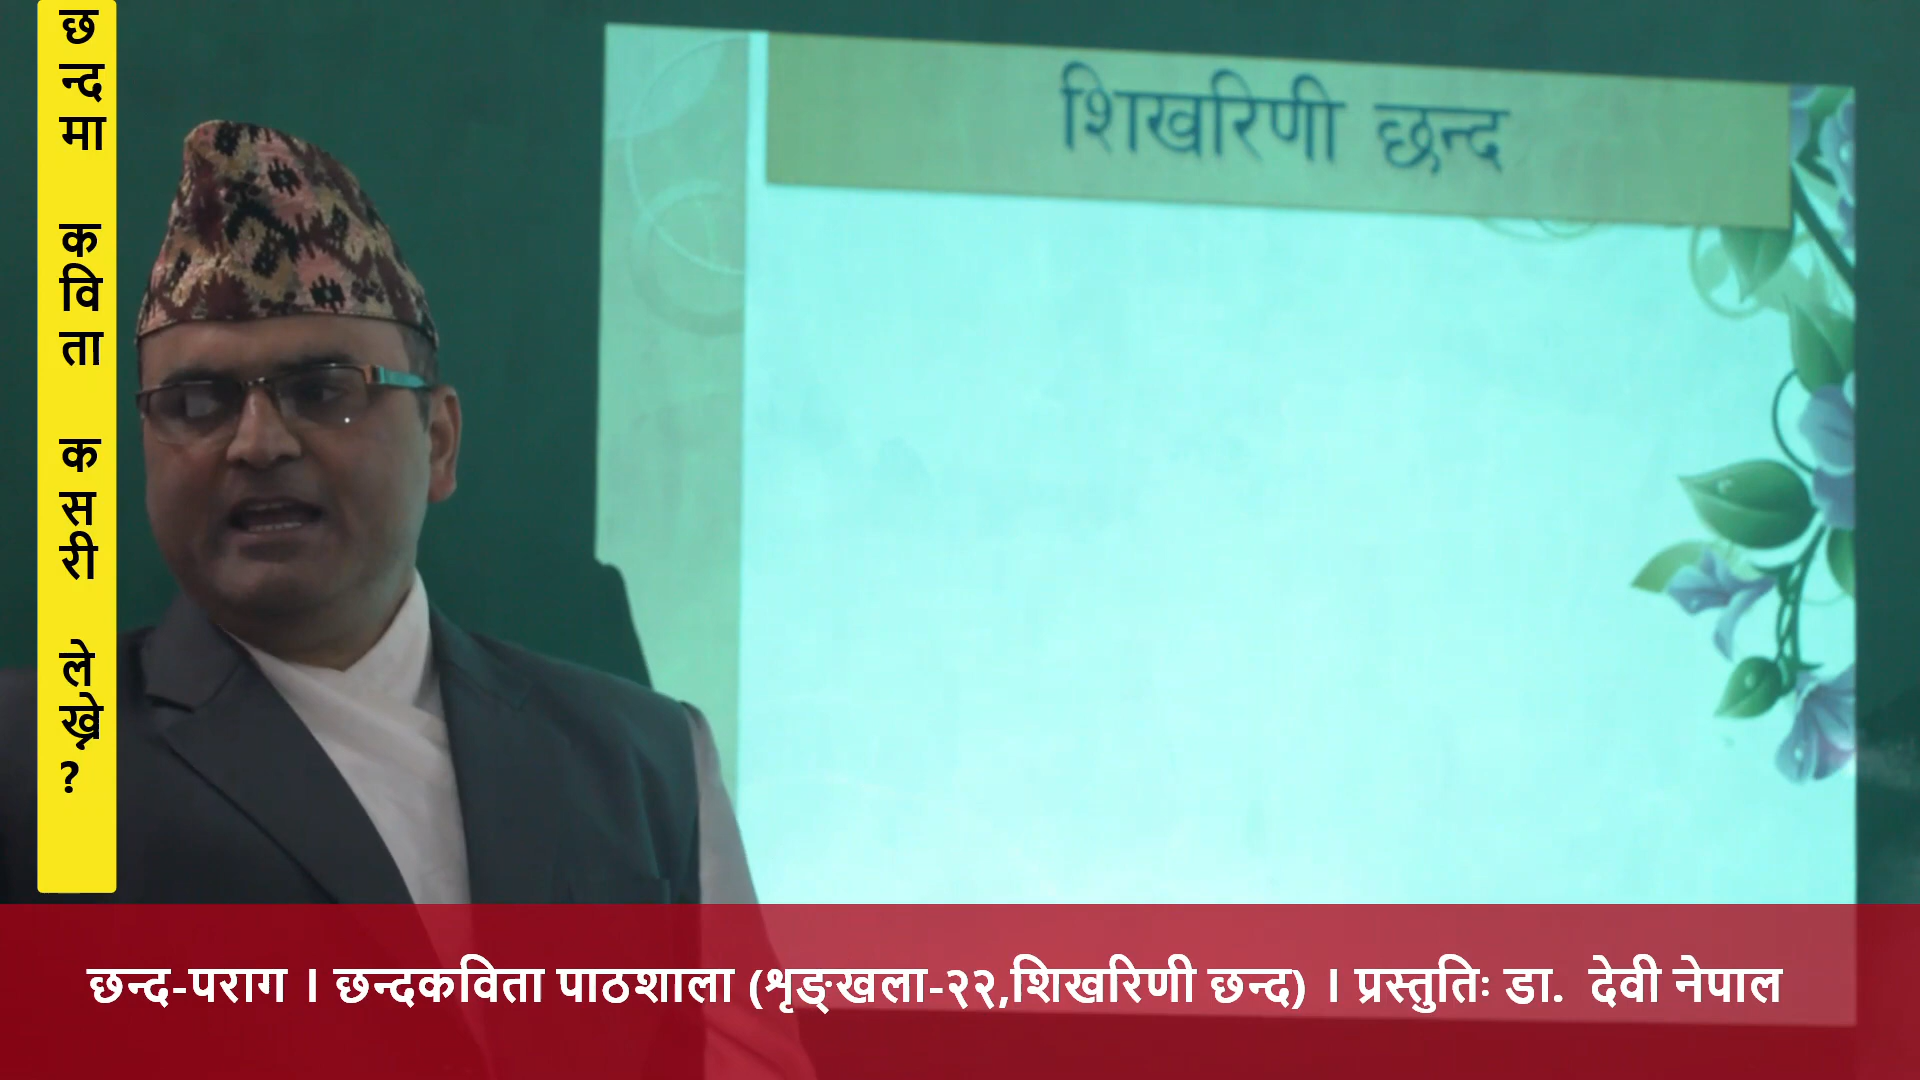 छन्दमा कविता कसरी लेख्ने ?
शिखरिणी छन्द
छन्द-पराग । छन्दकविता पाठशाला (शृङ्खला-२२,शिखरिणी छन्द) । प्रस्तुतिः डा. देवी नेपाल